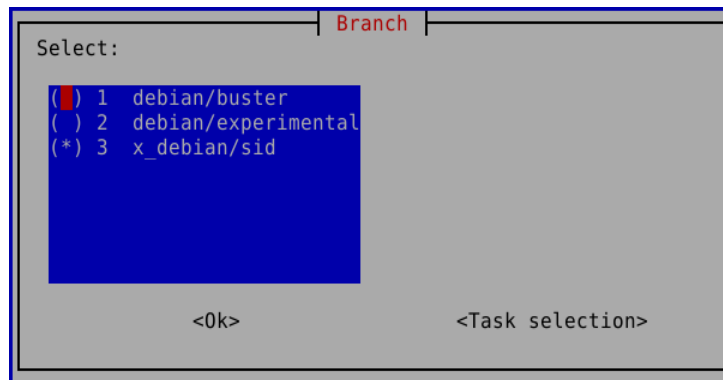 Branch
Select:
( ) 1 debian/buster
( ) 2 debian/experimental
(*) 3 x_debian/sid
<Ok> <Task selection>